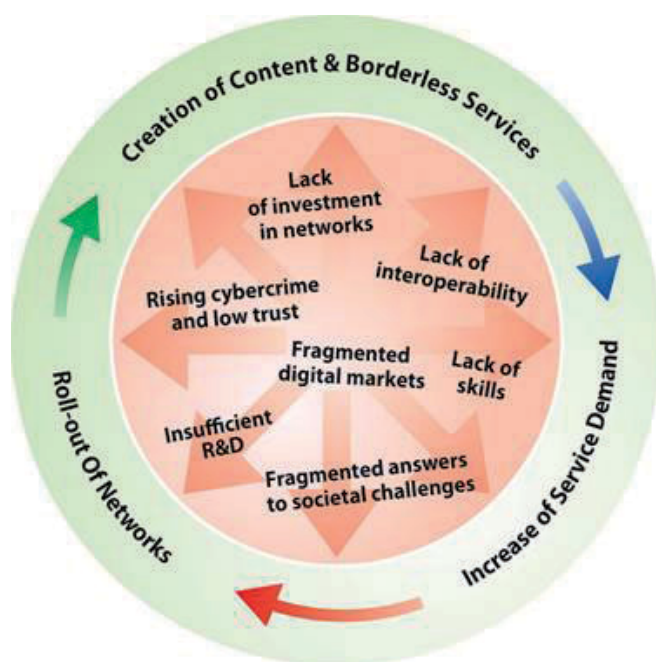 Creation of Content & Borderless Services
Lack
of investment
in networks
Lack of
interoperability
Rising cybercrime
and low trust
Fragmented
digital markets
Lack of
skills
Insufficient
R&D
Fragmented answers
to societal challenges
Increase of Service Demand
Roll-out Of Networks